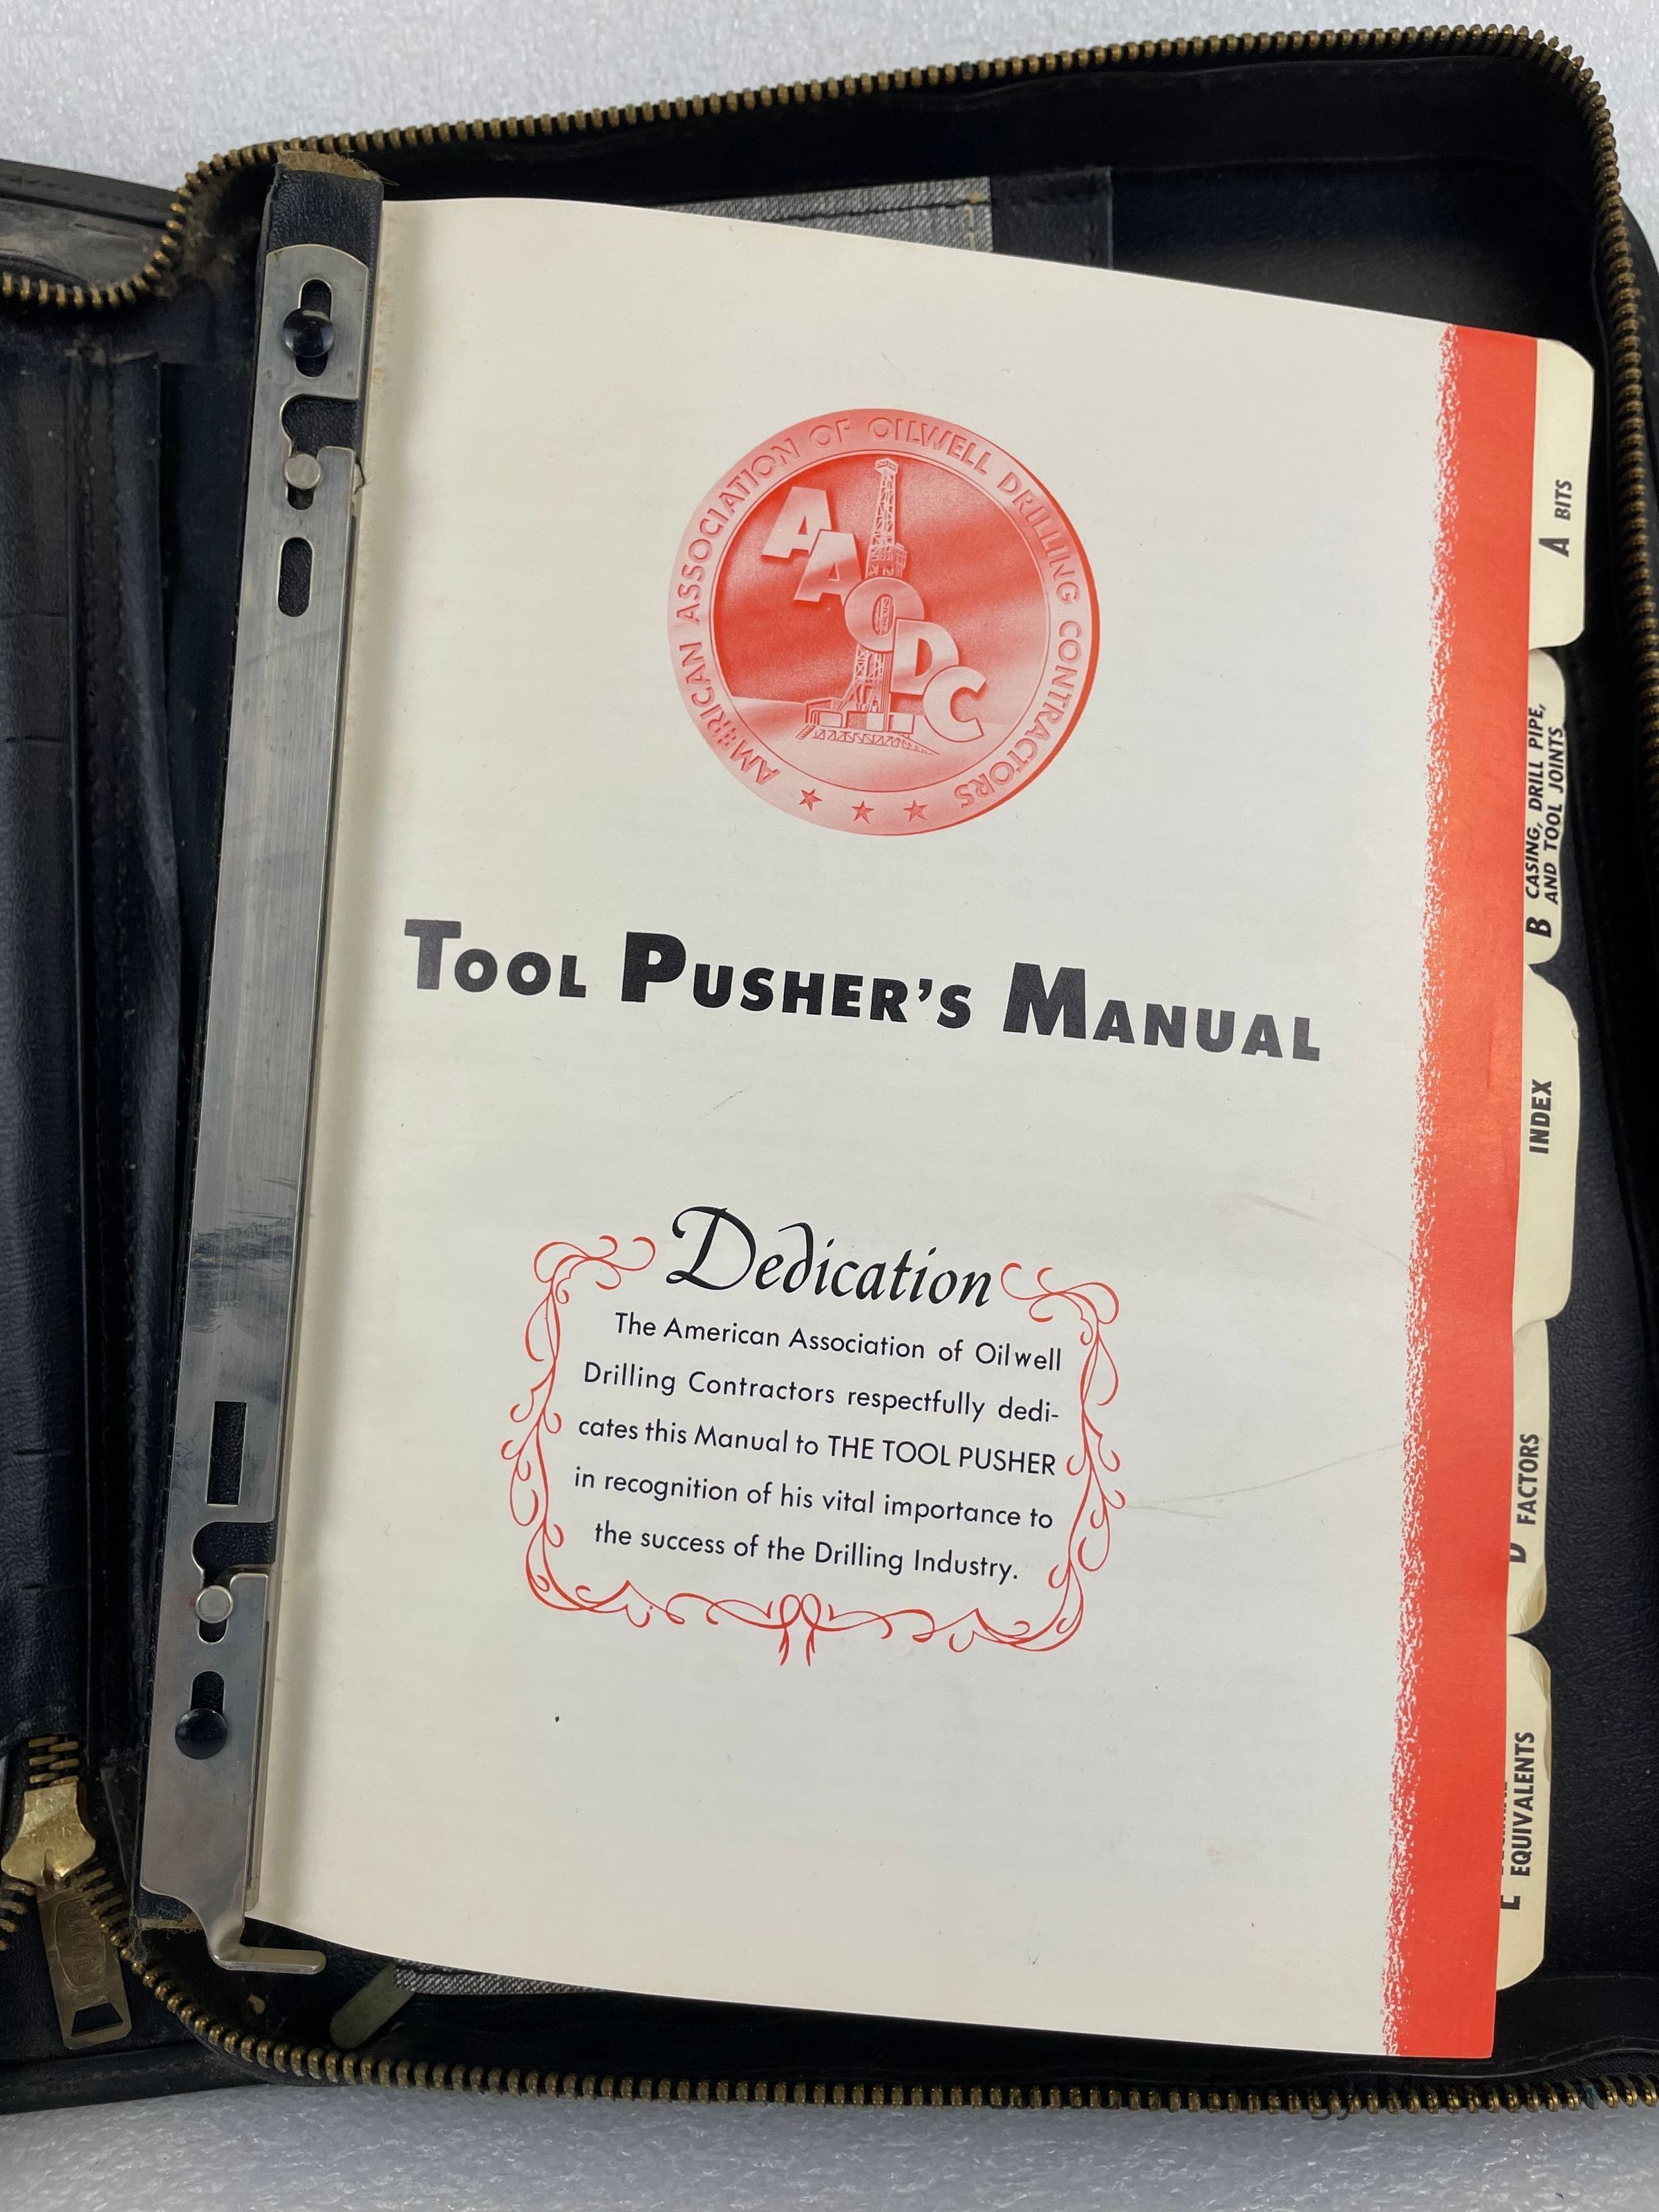 AMERICAN ASSOCIATION OF OILWELL DRILLING CONTRACTORS
AAODC
TOOL PUSHER'S MANUAL
Dedication
The American Association of Oilwell
Drilling Contractors respectfully dedi-
cates this Manual to THE TOOL PUSHER
in recognition of his vital importance to
the success of the Drilling Industry.
A BITS
B CASING, DRILL PIPE,
AND TOOL JOINTS
INDEX
D FACTORS
EQUIVALENTS